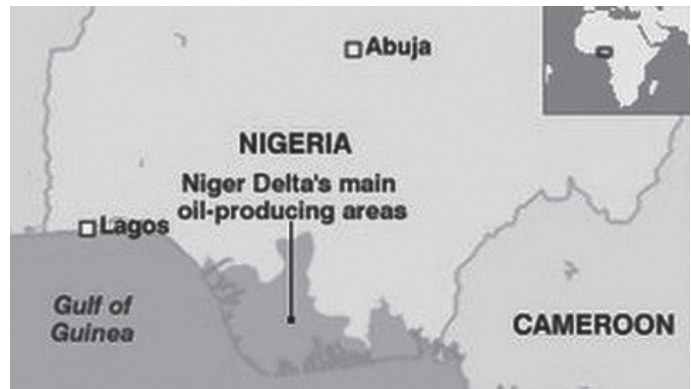 Abuja
NIGERIA
Niger Delta's main
oil-producing areas
Lagos
Gulf of
Guinea
CAMEROON